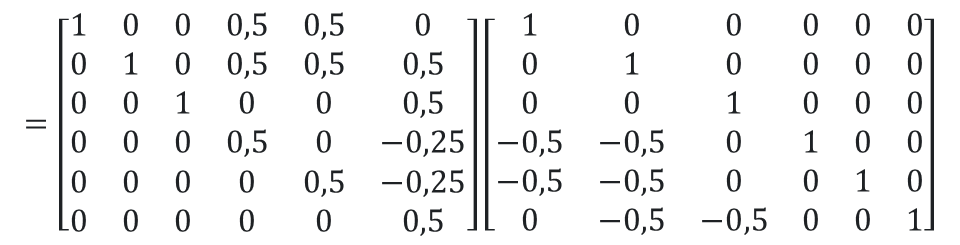 1 0 0 0,5 0,5 0 1 0 0 0 0 0
0 1 0 0,5 0,5 0,5 0 1 0 0 0 0
0 0 1 0 0 0,5 0 0 1 0 0 0
= 0 0 0 0,5 0 −0,25 −0,5 −0,5 0 1 0 0
0 0 0 0 0,5 −0,25 −0,5 −0,5 0 0 1 0
0 0 0 0 0 0,5 0 −0,5 −0,5 0 0 1